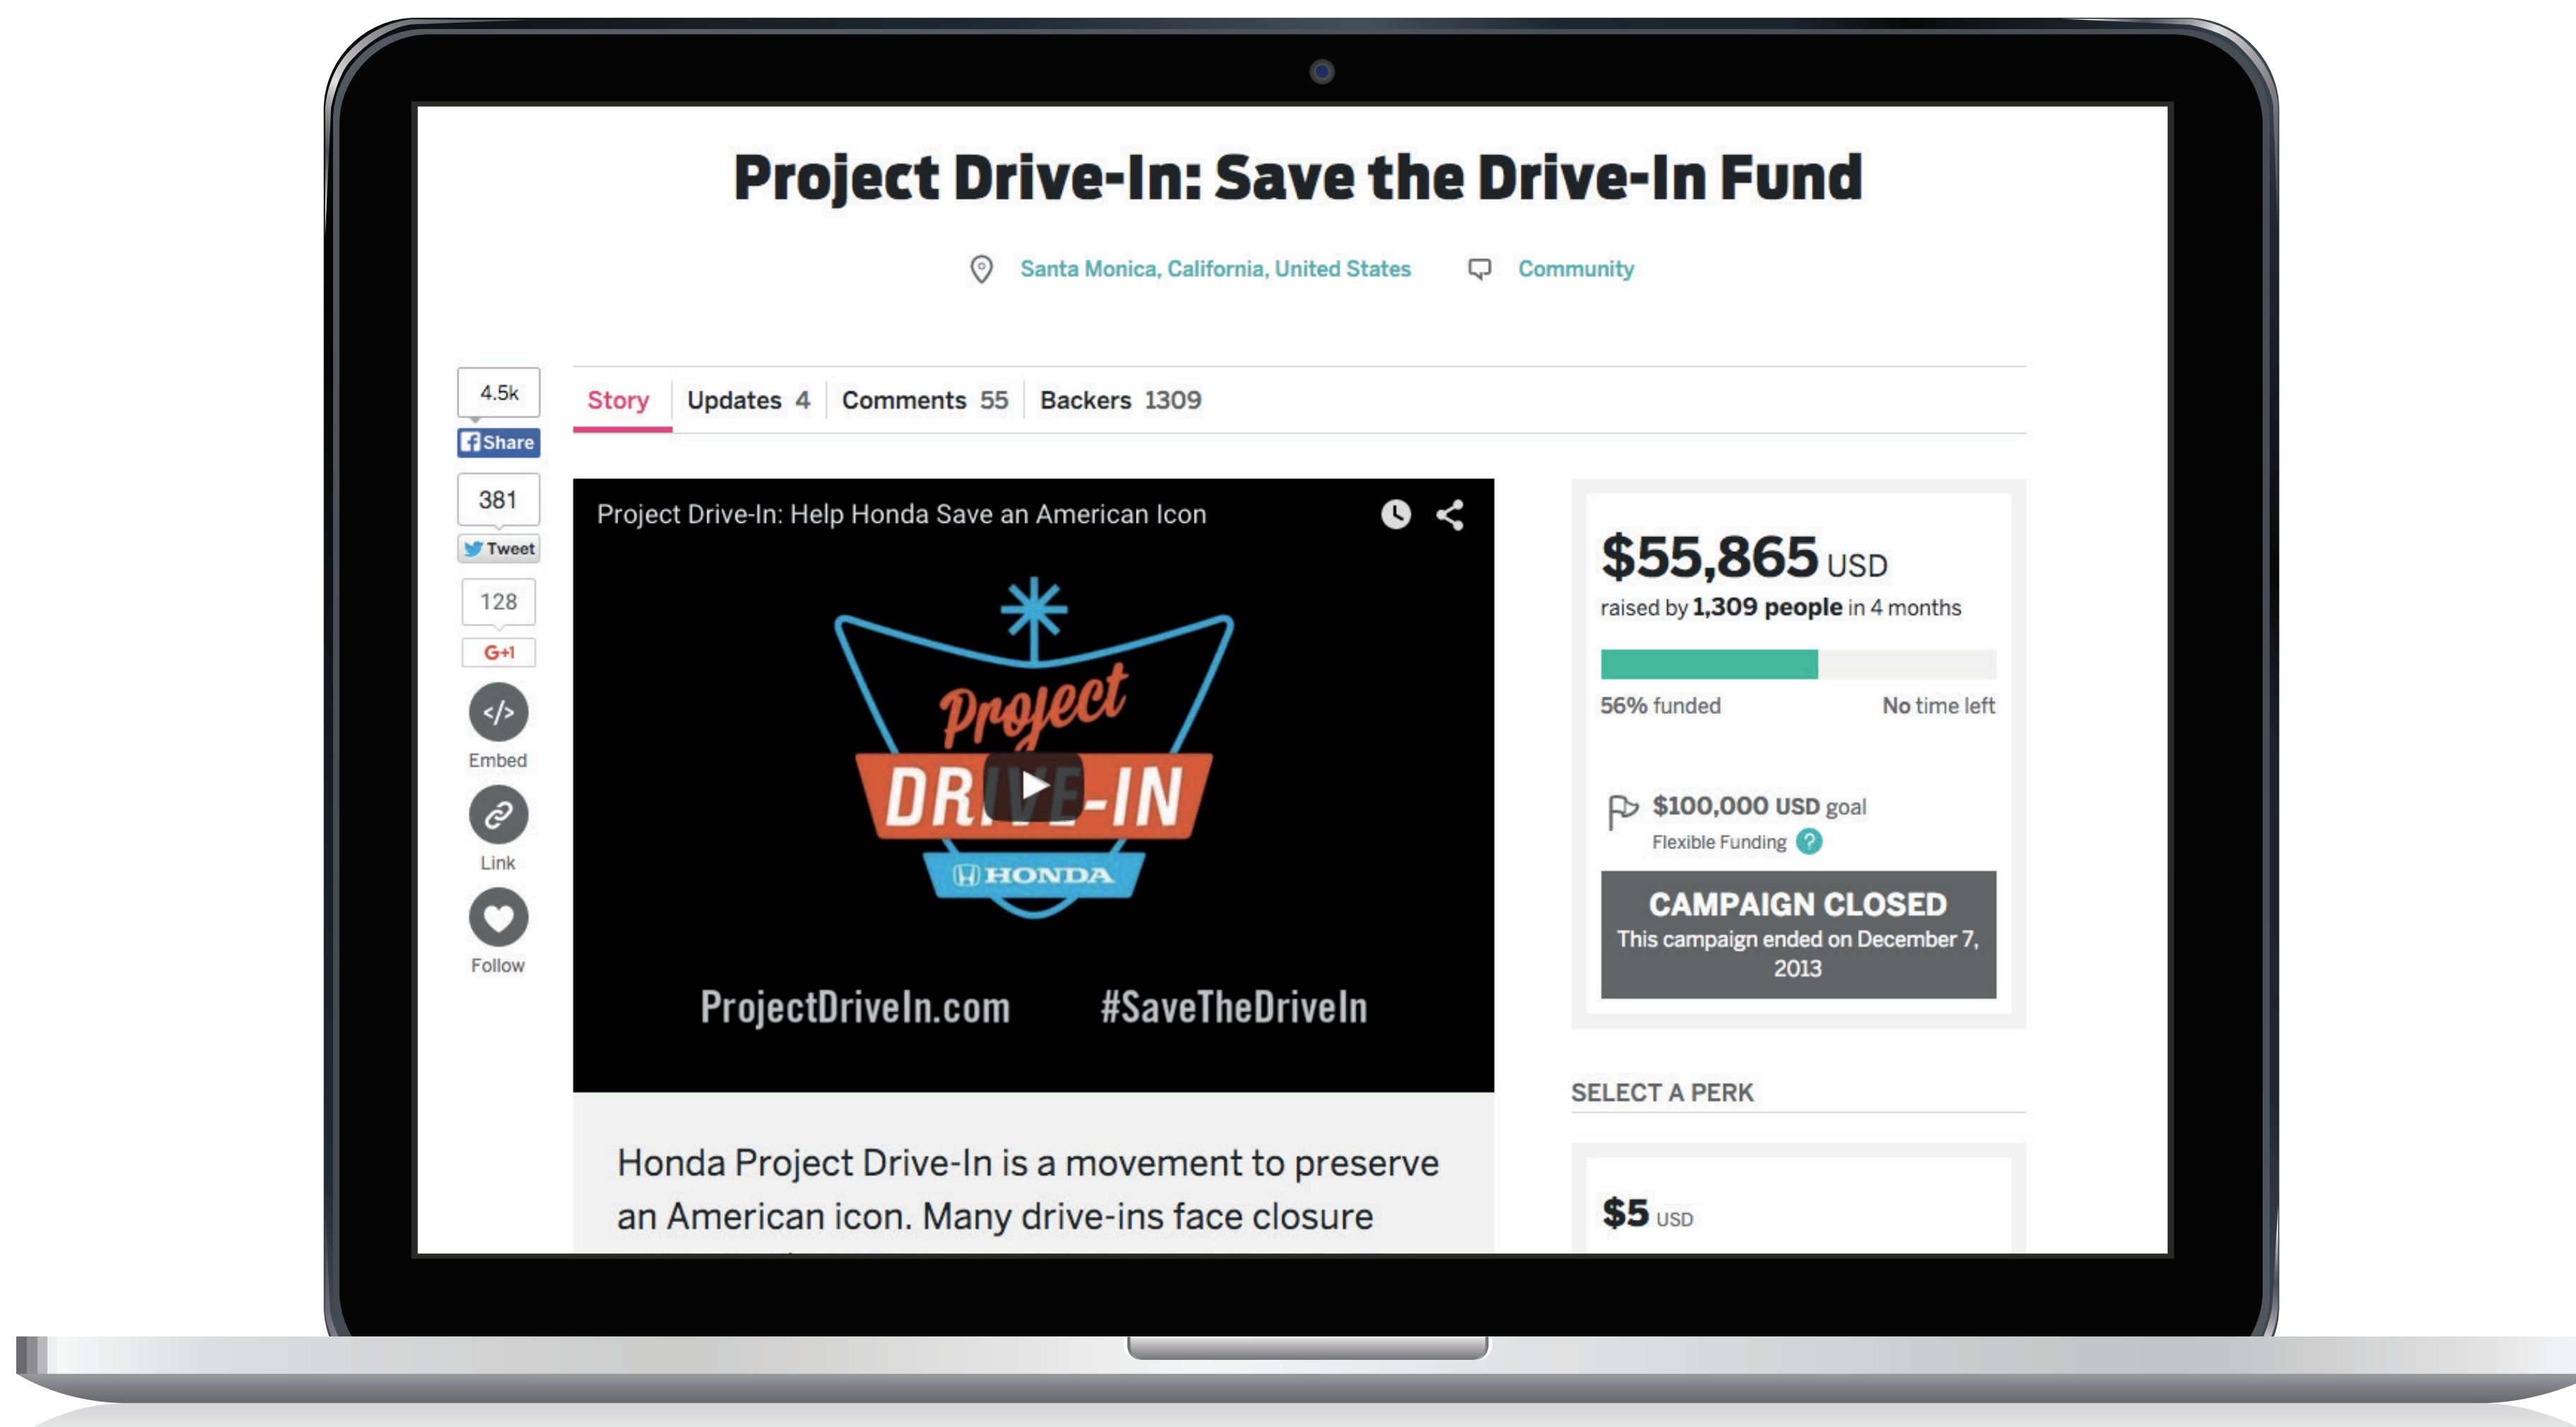 Project Drive-In: Save the Drive-In Fund
Santa Monica, California, United States Community
4.5k
Share
381
Tweet
128
G+1
</>
Embed
Link
Follow
Story Updates 4 Comments 55 Backers 1309
Project Drive-In: Help Honda Save an American Icon
Project
DRIVE-IN
HONDA
ProjectDriveIn.com #SaveTheDriveIn
Honda Project Drive-In is a movement to preserve
an American icon. Many drive-ins face closure
$55,865 USD
raised by 1,309 people in 4 months
56% funded No time left
$100,000 USD goal
Flexible Funding ?
CAMPAIGN CLOSED
This campaign ended on December 7,
2013
SELECT A PERK
$5 USD